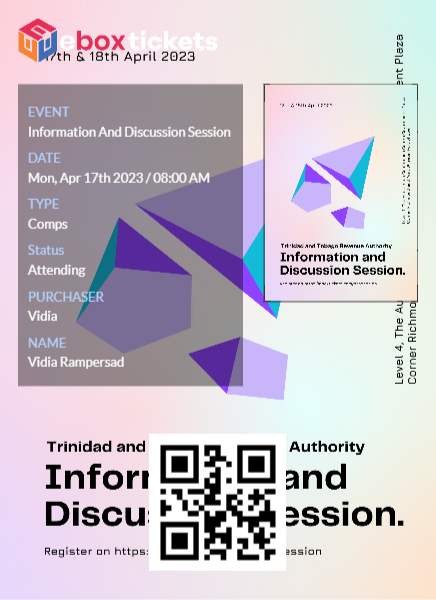 eboxtickets
17th & 18th April 2023
ent Plaza
EVENT
Information And Discussion Session
DATE
Mon, Apr 17th 2023 / 08:00 AM
TYPE
Comps
Status
Attending
PURCHASER
Vidia
NAME
Vidia Rampersad
Trinidad and Tobago Revenue Authority
Information and
Discussion Session.
Level 4, The Au
Corner Richmo
Trinidad and Authority
Infor and
Discus ession.
Register on https: ession